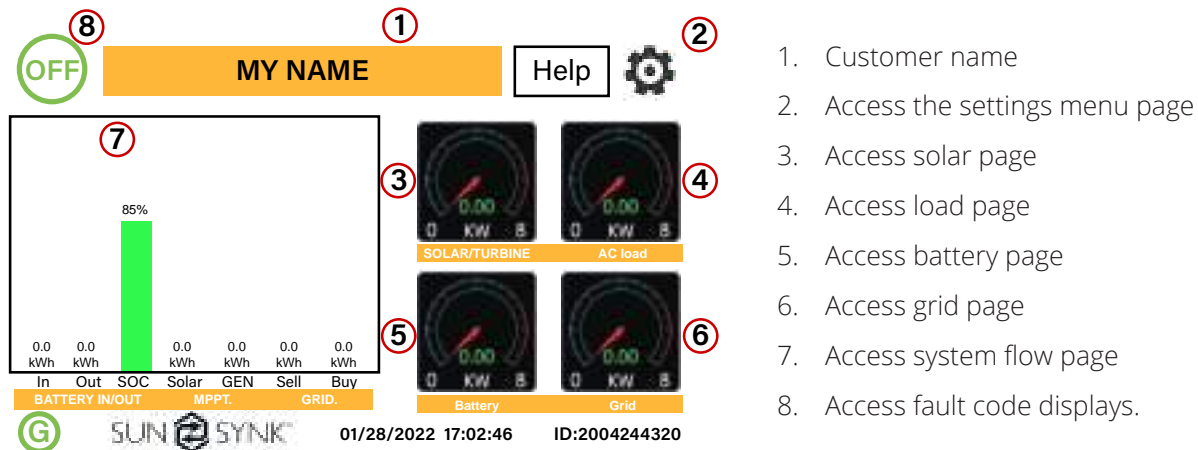 8
1
2
OFF
MY NAME
Help
7
3
4
85%
0.00
0 KW 8
0.00
0 KW 8
SOLAR/TURBINE
AC load
5
6
0.00
0 KW 8
0.00
0 KW 8
Battery
Grid
0.0 0.0 0.0 0.0 0.0 0.0
kWh kWh kWh kWh kWh kWh
In Out SOC Solar GEN Sell Buy
BATTERY IN/OUT MPPT. GRID.
G
SUN SYNK
01/28/2022 17:02:46 ID:2004244320
1. Customer name
2. Access the settings menu page
3. Access solar page
4. Access load page
5. Access battery page
6. Access grid page
7. Access system flow page
8. Access fault code displays.